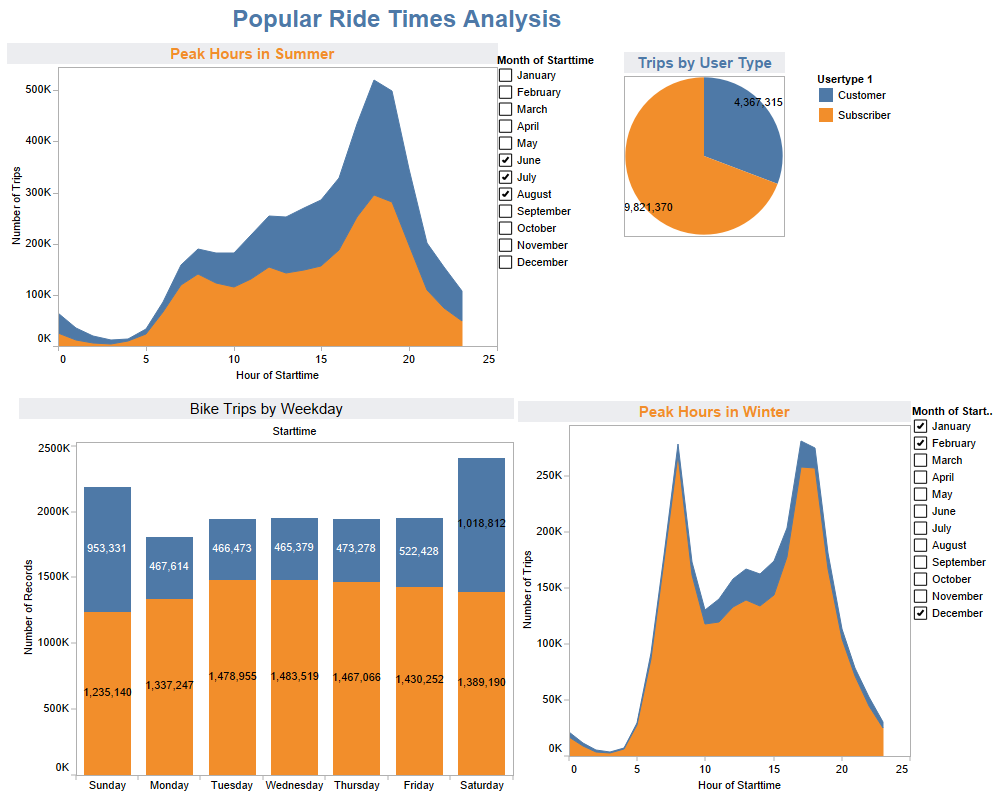 Popular Ride Times Analysis
Peak Hours in Summer
Number of Trips
500K
400K
300K
200K
100K
0K
0 5 10 15 20 25
Hour of Starttime
Month of Starttime
January
February
March
April
May
June
July
August
September
October
November
December
Trips by User Type
4,367,315
9,821,370
Usertype 1
Customer
Subscriber
Bike Trips by Weekday
Starttime
Number of Records
2500K
2000K
1500K
1000K
500K
0K
953,331 467,614 466,473 465,379 473,278 522,428 1,018,812
1,235,140 1,337,247 1,478,955 1,483,519 1,467,066 1,430,252 1,389,190
Sunday Monday Tuesday Wednesday Thursday Friday Saturday
Peak Hours in Winter
Number of Trips
250K
200K
150K
100K
50K
0K
0 5 10 15 20 25
Hour of Starttime
Month of Start..
January
February
March
April
May
June
July
August
September
October
November
December